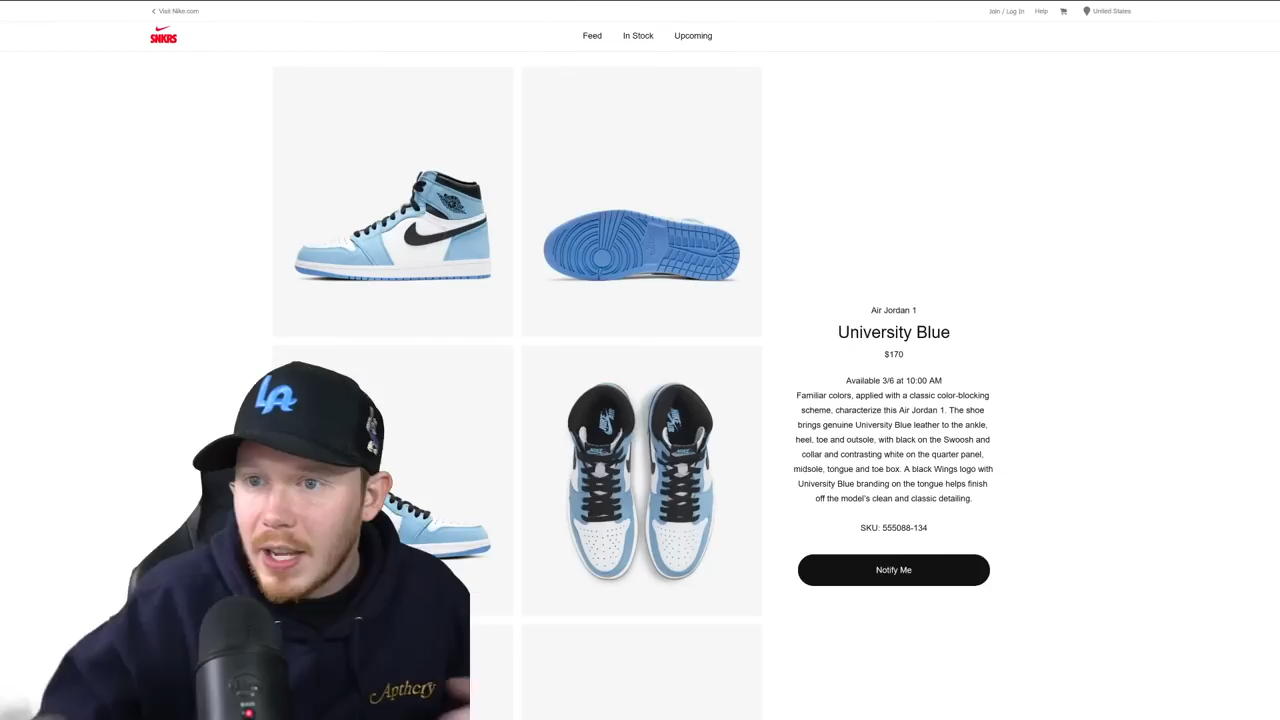 Visit Nike.com
Join / Log In
Help
United States
SNKRS
Feed
In Stock
Upcoming
Air Jordan 1
University Blue
$170
Available 3/6 at 10:00 AM
Familiar colors, applied with a classic color-blocking
scheme, characterize this Air Jordan 1. The shoe
brings genuine University Blue leather to the ankle,
heel, toe and outsole, with black on the Swoosh and
collar and contrasting white on the quarter panel,
midsole, tongue and toe box. A black Wings logo with
University Blue branding on the tongue helps finish
off the model's clean and classic detailing.
SKU: 555088-134
Notify Me
LA
Apthcry